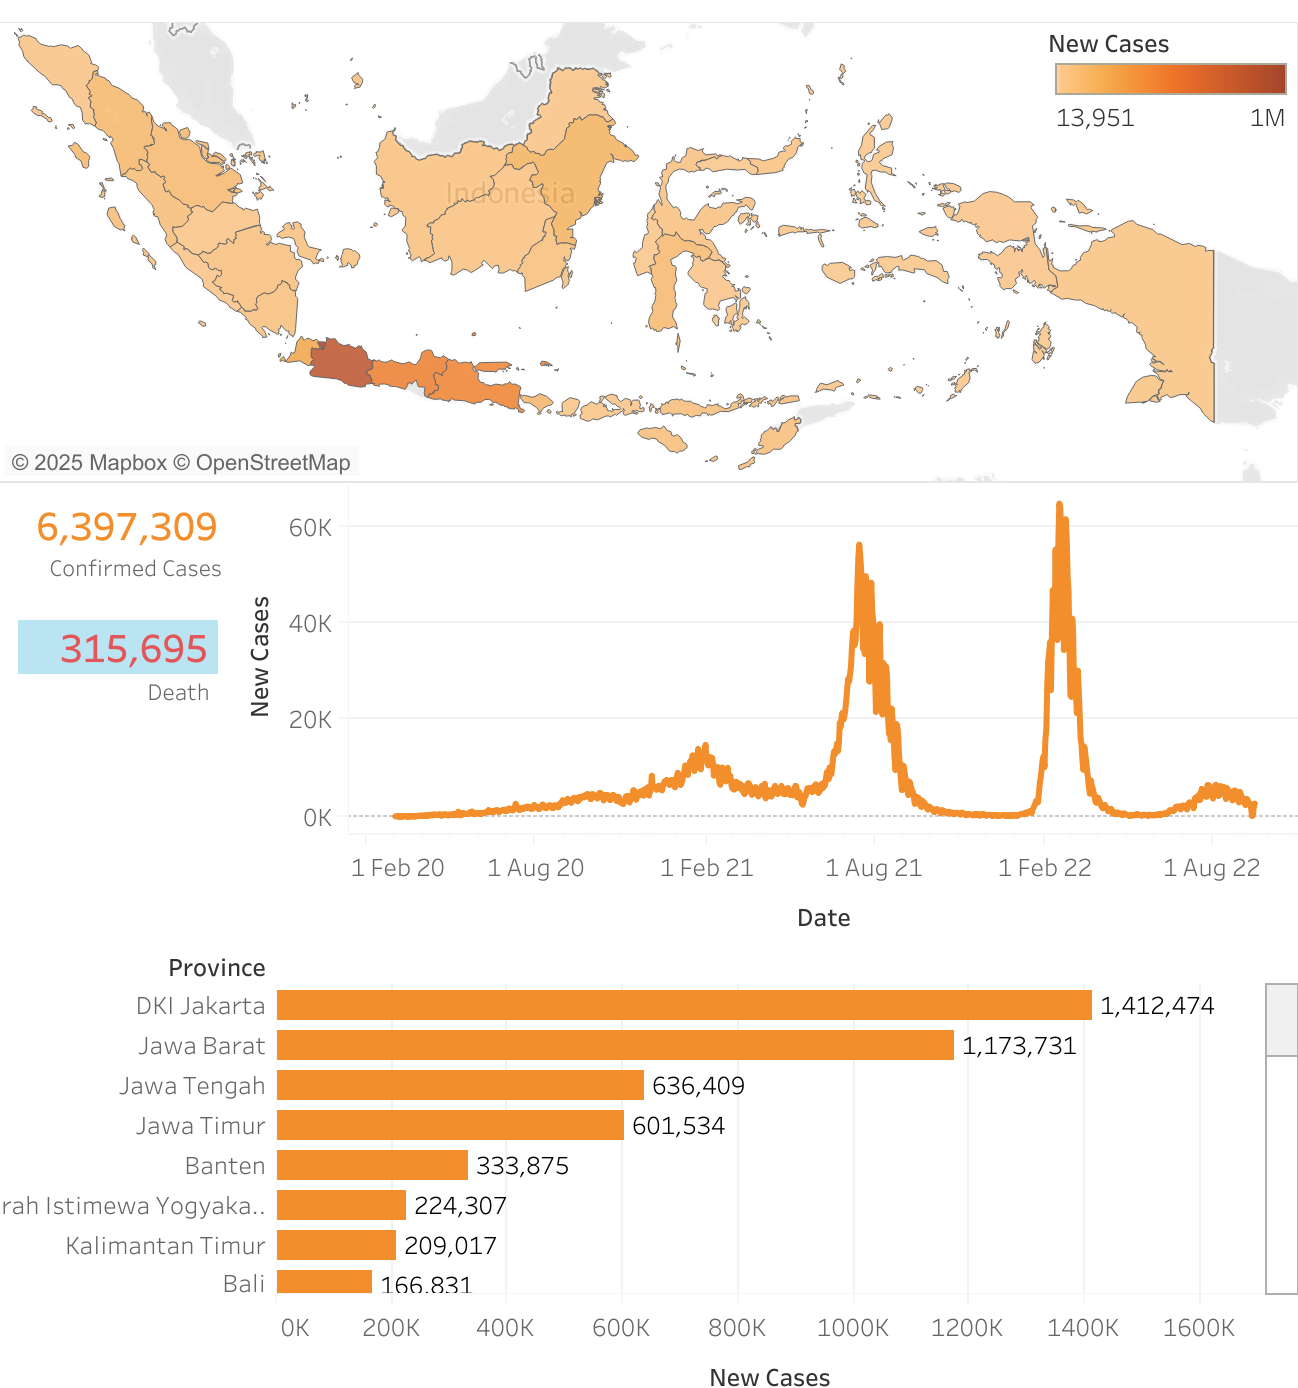 New Cases
13,951 1M
Indonesia
© 2025 Mapbox © OpenStreetMap
6,397,309
Confirmed Cases
315,695
Death
New Cases
60K
40K
20K
0K
1 Feb 20 1 Aug 20 1 Feb 21 1 Aug 21 1 Feb 22 1 Aug 22
Date
Province
DKI Jakarta 1,412,474
Jawa Barat 1,173,731
Jawa Tengah 636,409
Jawa Timur 601,534
Banten 333,875
rah Istimewa Yogyaka.. 224,307
Kalimantan Timur 209,017
Bali 166,831
0K 200K 400K 600K 800K 1000K 1200K 1400K 1600K
New Cases